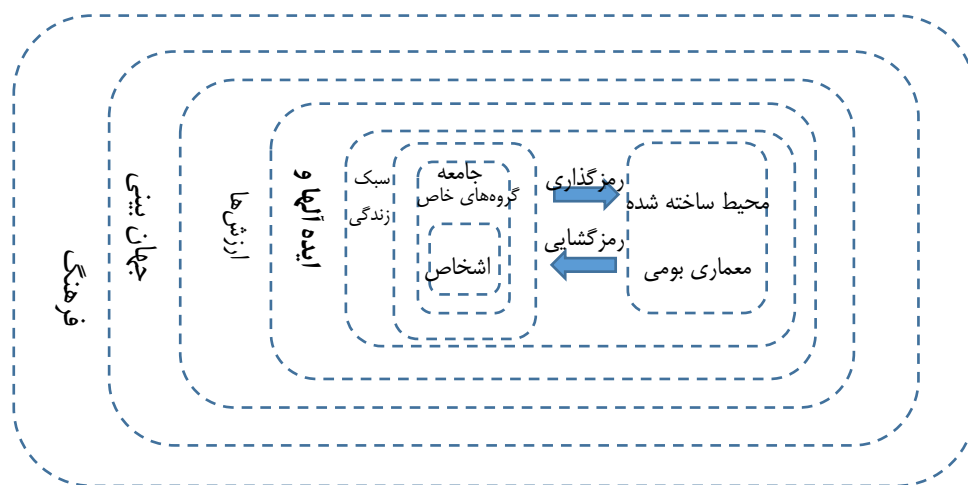 فرهنگ
جهان بینی
ارزش‌ها
ایده آلها و
سبک
زندگی
جامعه
گروه‌های خاص
اشخاص
رمزگذاری
رمزگشایی
محیط ساخته شده
معماری بومی